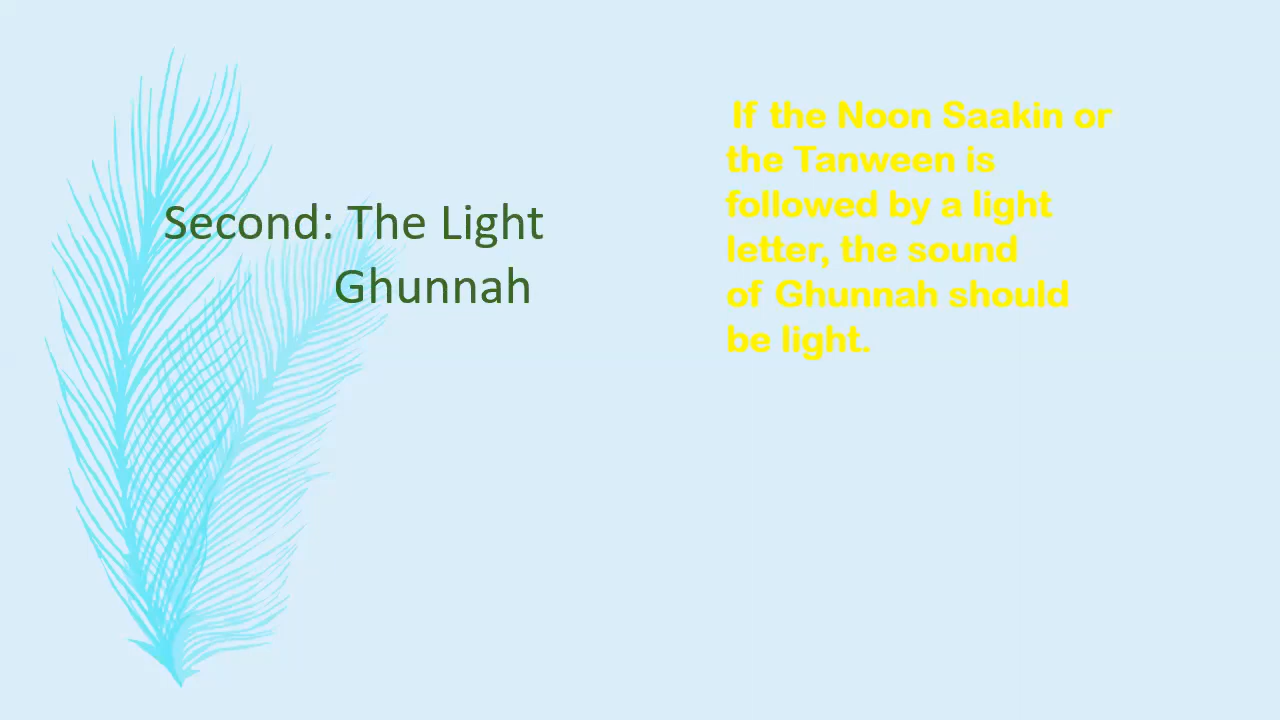 Second: The Light
Ghunnah
If the Noon Saakin or
the Tanween is
followed by a light
letter, the sound
of Ghunnah should
be light.